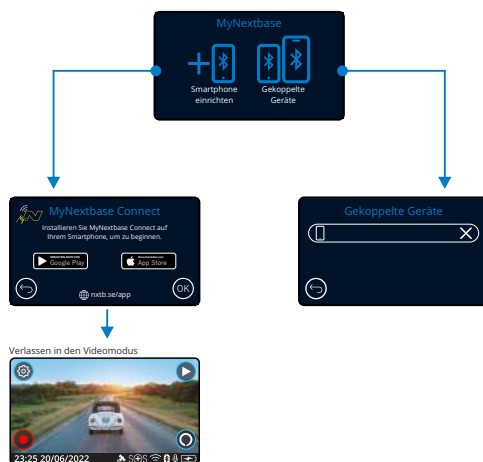 MyNextbase
Smartphone
einrichten
Gekoppelte
Geräte
MyNextbase Connect
Installieren Sie MyNextbase Connect auf
Ihrem Smartphone, um zu beginnen.
Google Play
App Store
nxtb.se/app
OK
Gekoppelte Geräte
Verlassen in den Videomodus
23:25 20/06/2022
SOS